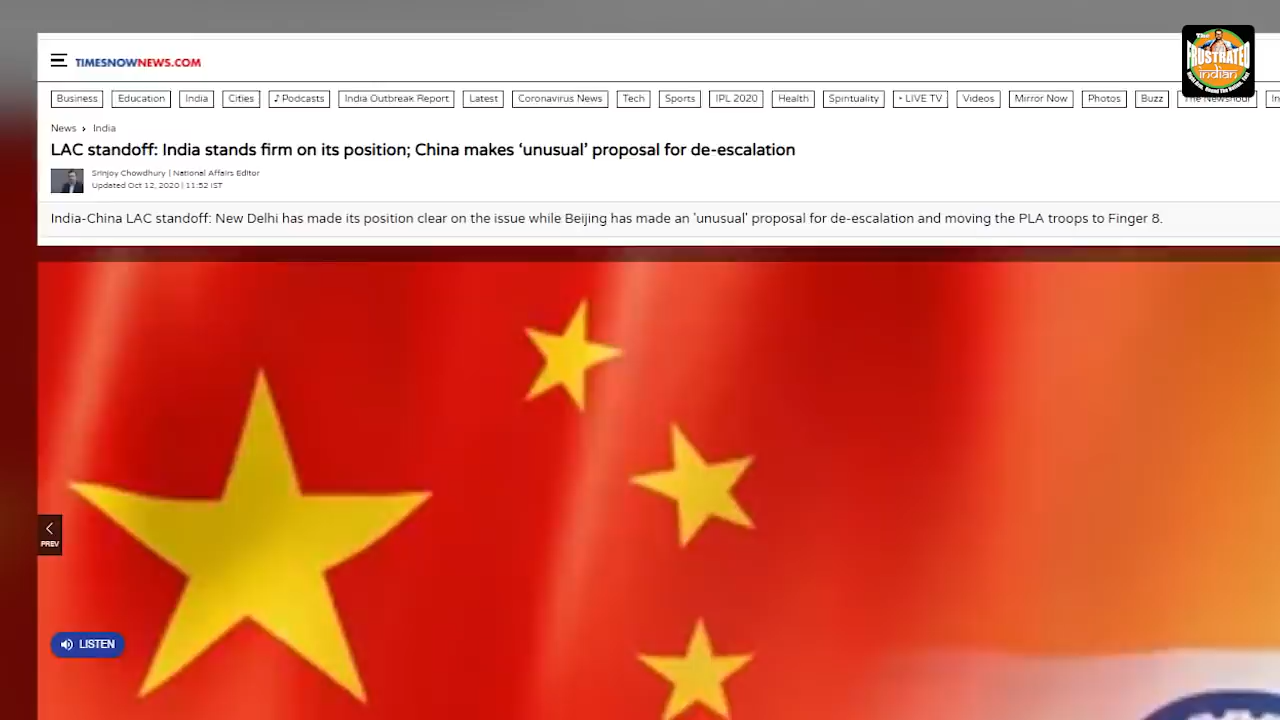 The
FRUSTRATED
indian
TIMESNOWNEWS.COM
Business Education India Cities ♪ Podcasts India Outbreak Report Latest Coronavirus News Tech Sports IPL 2020 Health Spirituality • LIVE TV Videos Mirror Now Photos Buzz The Newshour In
News › India
LAC standoff: India stands firm on its position; China makes ‘unusual’ proposal for de-escalation
Srinjoy Chowdhury | National Affairs Editor
Updated Oct 12, 2020 | 11:52 IST
India-China LAC standoff: New Delhi has made its position clear on the issue while Beijing has made an 'unusual' proposal for de-escalation and moving the PLA troops to Finger 8.
PREV
LISTEN